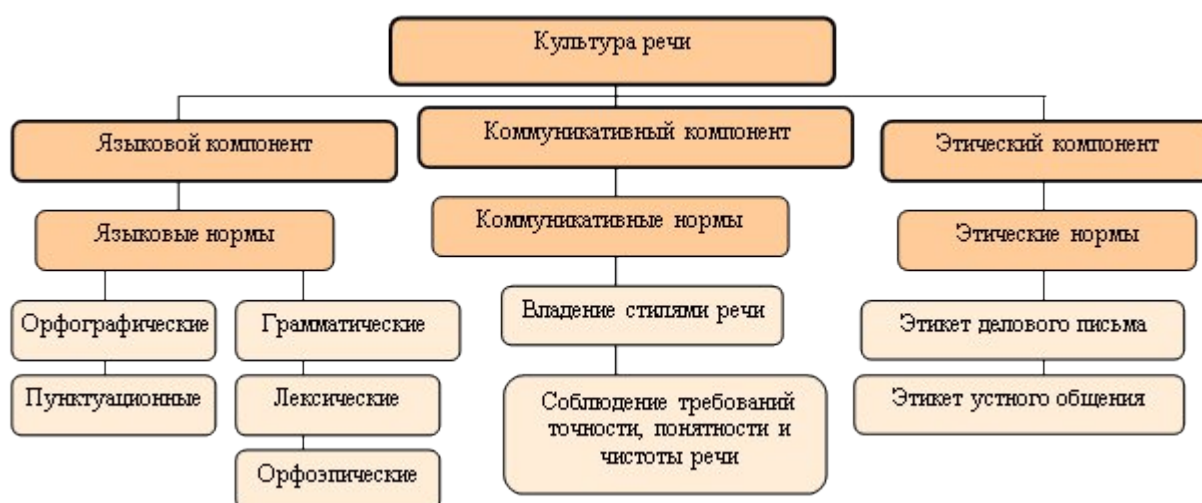 Культура речи
Языковой компонент
Коммуникативный компонент
Этический компонент
Языковые нормы
Коммуникативные нормы
Этические нормы
Орфографические
Грамматические
Владение стилями речи
Этикет делового письма
Пунктуационные
Лексические
Соблюдение требований
точности, понятности и
чистоты речи
Этикет устного общения
Орфоэпические